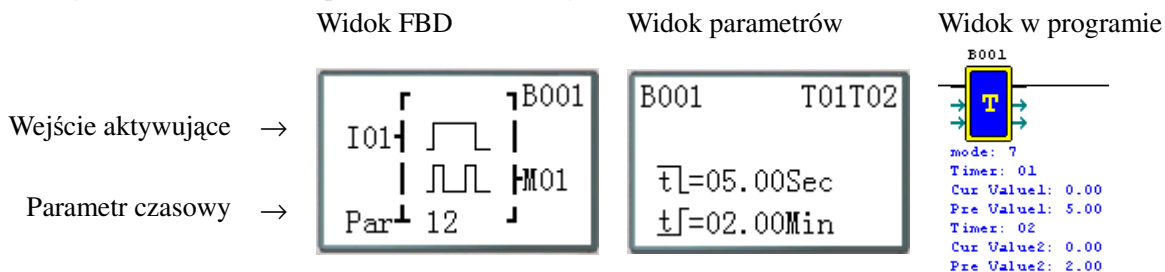 Widok FBD Widok parametrów Widok w programie
Wejście aktywujące →
Parametr czasowy →
B001
I01
M01
Par 12
B001 T01T02
t=05.00Sec
t=02.00Min
B001
T
mode: 7
Timer: 01
Cur Value1: 0.00
Pre Value1: 5.00
Timer: 02
Cur Value2: 0.00
Pre Value2: 2.00